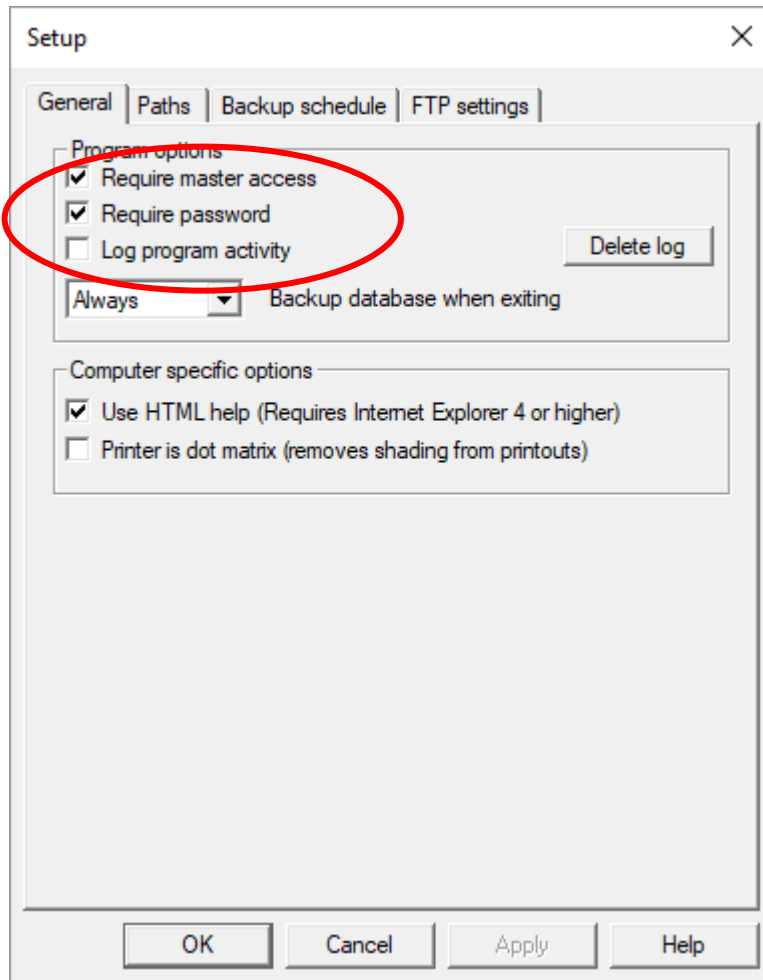 Setup
General Paths Backup schedule FTP settings
Program options
Require master access
Require password
Log program activity
Delete log
Always Backup database when exiting
Computer specific options
Use HTML help (Requires Internet Explorer 4 or higher)
Printer is dot matrix (removes shading from printouts)
OK Cancel Apply Help